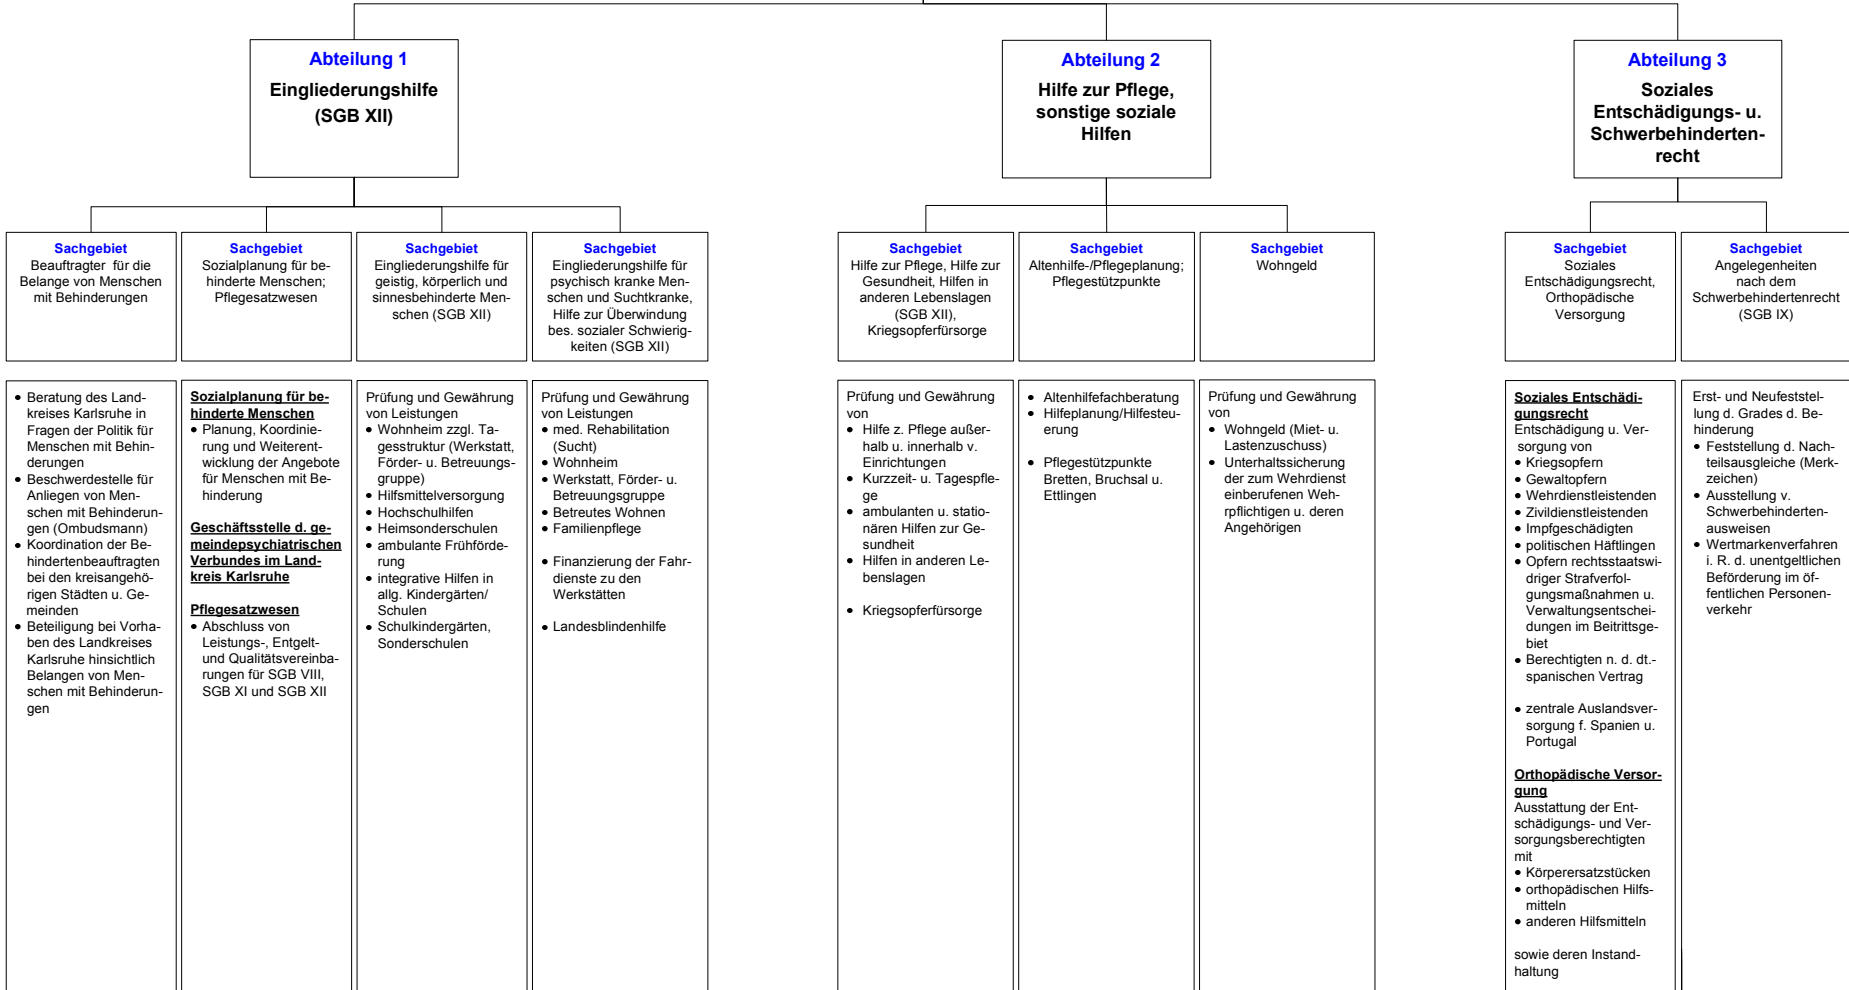 Abteilung 1
Eingliederungshilfe
(SGB XII)
Abteilung 2
Hilfe zur Pflege,
sonstige soziale
Hilfen
Abteilung 3
Soziales
Entschädigungs- u.
Schwerbehinderten-
recht
Sachgebiet
Beauftragter für die
Belange von Menschen
mit Behinderungen
Sachgebiet
Sozialplanung für be-
hinderte Menschen;
Pflegesatzwesen
Sachgebiet
Eingliederungshilfe für
geistig, körperlich und
sinnesbehinderte Men-
schen (SGB XII)
Sachgebiet
Eingliederungshilfe für
psychisch kranke Men-
schen und Suchtkranke,
Hilfe zur Überwindung
bes. sozialer Schwierig-
keiten (SGB XII)
Sachgebiet
Hilfe zur Pflege, Hilfe zur
Gesundheit, Hilfen in
anderen Lebenslagen
(SGB XII),
Kriegsopferfürsorge
Sachgebiet
Altenhilfe-/Pflegeplanung;
Pflegestützpunkte
Sachgebiet
Wohngeld
Sachgebiet
Soziales
Entschädigungsrecht,
Orthopädische
Versorgung
Sachgebiet
Angelegenheiten
nach dem
Schwerbehindertenrecht
(SGB IX)
• Beratung des Land-
kreises Karlsruhe in
Fragen der Politik für
Menschen mit Behin-
derungen
• Beschwerdestelle für
Anliegen von Men-
schen mit Behinderun-
gen (Ombudsmann)
• Koordination der Be-
hindertenbeauftragten
bei den kreisangehö-
rigen Städten u. Ge-
meinden
• Beteiligung bei Vorha-
ben des Landkreises
Karlsruhe hinsichtlich
Belangen von Men-
schen mit Behinderun-
gen
Sozialplanung für be-
hinderte Menschen
• Planung, Koordinie-
rung und Weiterent-
wicklung der Angebote
für Menschen mit Be-
hinderung
Geschäftsstelle d. ge-
meindepsychiatrischen
Verbundes im Land-
kreis Karlsruhe
Pflegesatzwesen
• Abschluss von
Leistungs-, Entgelt-
und Qualitätsvereinba-
rungen für SGB VIII,
SGB XI und SGB XII
Prüfung und Gewährung
von Leistungen
• Wohnheim zzgl. Ta-
gesstruktur (Werkstatt,
Förder- u. Betreuungs-
gruppe)
• Hilfsmittelversorgung
• Hochschulhilfen
• Heimsonderschulen
• ambulante Frühförde-
rung
• integrative Hilfen in
allg. Kindergärten/
Schulen
• Schulkindergärten,
Sonderschulen
Prüfung und Gewährung
von Leistungen
• med. Rehabilitation
(Sucht)
• Wohnheim
• Werkstatt, Förder- u.
Betreuungsgruppe
• Betreutes Wohnen
• Familienpflege
• Finanzierung der Fahr-
dienste zu den
Werkstätten
• Landesblindenhilfe
Prüfung und Gewährung
von
• Hilfe z. Pflege außer-
halb u. innerhalb v.
Einrichtungen
• Kurzzeit- u. Tagespfle-
ge
• ambulanten u. statio-
nären Hilfen zur Ge-
sundheit
• Hilfen in anderen Le-
benslagen
• Kriegsopferfürsorge
• Altenhilfefachberatung
• Hilfeplanung/Hilfesteu-
erung
• Pflegestützpunkte
Bretten, Bruchsal u.
Ettlingen
Prüfung und Gewährung
von
• Wohngeld (Miet- u.
Lastenzuschuss)
• Unterhaltssicherung
der zum Wehrdienst
einberufenen Weh-
rpflichtigen u. deren
Angehörigen
Soziales Entschädi-
gungsrecht
Entschädigung u. Ver-
sorgung von
• Kriegsopfern
• Gewaltopfern
• Wehrdienstleistenden
• Zivildienstleistenden
• Impfgeschädigten
• politischen Häftlingen
• Opfern rechtsstaatswi-
driger Strafverfol-
gungsmaßnahmen u.
Verwaltungsentschei-
dungen im Beitrittsge-
biet
• Berechtigten n. d. dt.-
spanischen Vertrag
• zentrale Auslandsver-
sorgung f. Spanien u.
Portugal
Orthopädische Versor-
gung
Ausstattung der Ent-
schädigungs- und Ver-
sorgungsberechtigten
mit
• Körperersatzstücken
• orthopädischen Hilfs-
mitteln
• anderen Hilfsmitteln
sowie deren Instand-
haltung
Erst- und Neufeststel-
lung d. Grades d. Be-
hinderung
• Feststellung d. Nach-
teilsausgleiche (Merk-
zeichen)
• Ausstellung v.
Schwerbehinderten-
ausweisen
• Wertmarkenverfahren
i. R. d. unentgeltlichen
Beförderung im öf-
fentlichen Personen-
verkehr